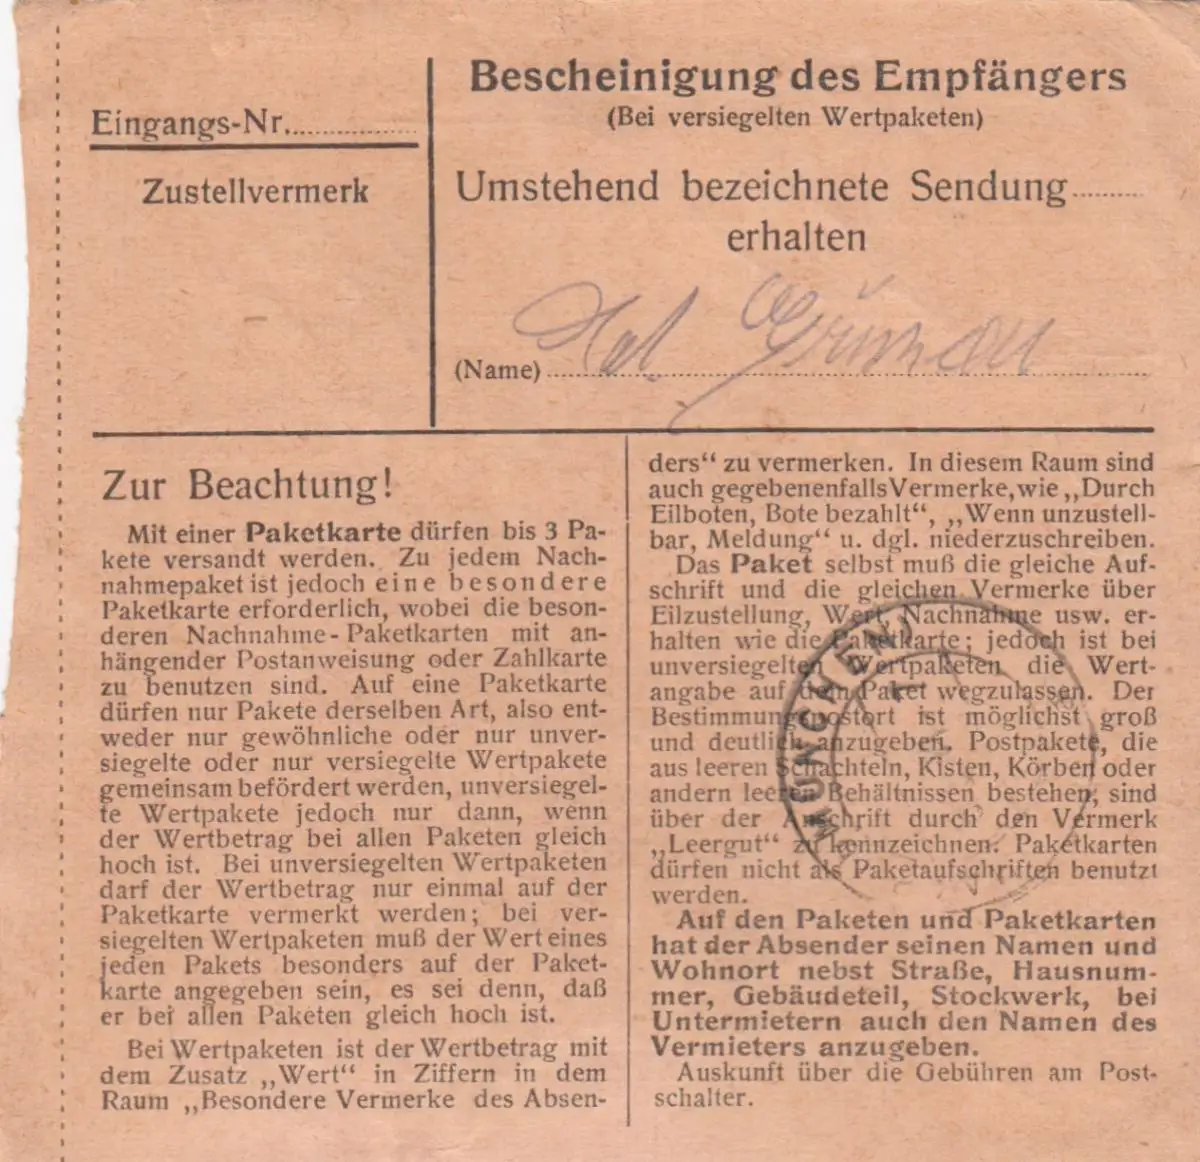 Eingangs-Nr.
Zustellvermerk
Bescheinigung des Empfängers
(Bei versiegelten Wertpaketen)
Umstehend bezeichnete Sendung
erhalten
(Name)
Zur Beachtung!
Mit einer Paketkarte dürfen bis 3 Pa-
kete versandt werden. Zu jedem Nach-
nahmepaket ist jedoch eine besondere
Paketkarte erforderlich, wobei die beson-
deren Nachnahme-Paketkarten mit an-
hängender Postanweisung oder Zahlkarte
zu benutzen sind. Auf eine Paketkarte
dürfen nur Pakete derselben Art, also ent-
weder nur gewöhnliche oder nur unver-
siegelte oder nur versiegelte Wertpakete
gemeinsam befördert werden, unversiegel-
te Wertpakete jedoch nur dann, wenn
der Wertbetrag bei allen Paketen gleich
hoch ist. Bei unversiegelten Wertpaketen
darf der Wertbetrag nur einmal auf der
Paketkarte vermerkt werden; bei ver-
siegelten Wertpaketen muß der Wert eines
jeden Pakets besonders auf der Paket-
karte angegeben sein, es sei denn, daß
er bei allen Paketen gleich hoch ist.
Bei Wertpaketen ist der Wertbetrag mit
dem Zusatz „Wert“ in Ziffern in dem
Raum „Besondere Vermerke des Absen-
ders“ zu vermerken. In diesem Raum sind
auch gegebenenfalls Vermerke, wie „Durch
Eilboten, Bote bezahlt“, „Wenn unzustell-
bar, Meldung“ u. dgl. niederzuschreiben.
Das Paket selbst muß die gleiche Auf-
schrift und die gleichen Vermerke über
Eilzustellung, Wert, Nachnahme usw. er-
halten wie die Paketkarte; jedoch ist bei
unversiegelten Wertpaketen die Wert-
angabe auf dem Paket wegzulassen. Der
Bestimmungspostort ist möglichst groß
und deutlich anzugeben. Postpakete, die
aus leeren Schachteln, Kisten, Körben oder
andern leeren Behältnissen bestehen, sind
über der Anschrift durch den Vermerk
„Leergut“ zu kennzeichnen. Paketkarten
dürfen nicht als Paketaufschriften benutzt
werden.
Auf den Paketen und Paketkarten
hat der Absender seinen Namen und
Wohnort nebst Straße, Hausnum-
mer, Gebäudeteil, Stockwerk, bei
Untermietern auch den Namen des
Vermieters anzugeben.
Auskunft über die Gebühren am Post-
schalter.
MÜNCHEN